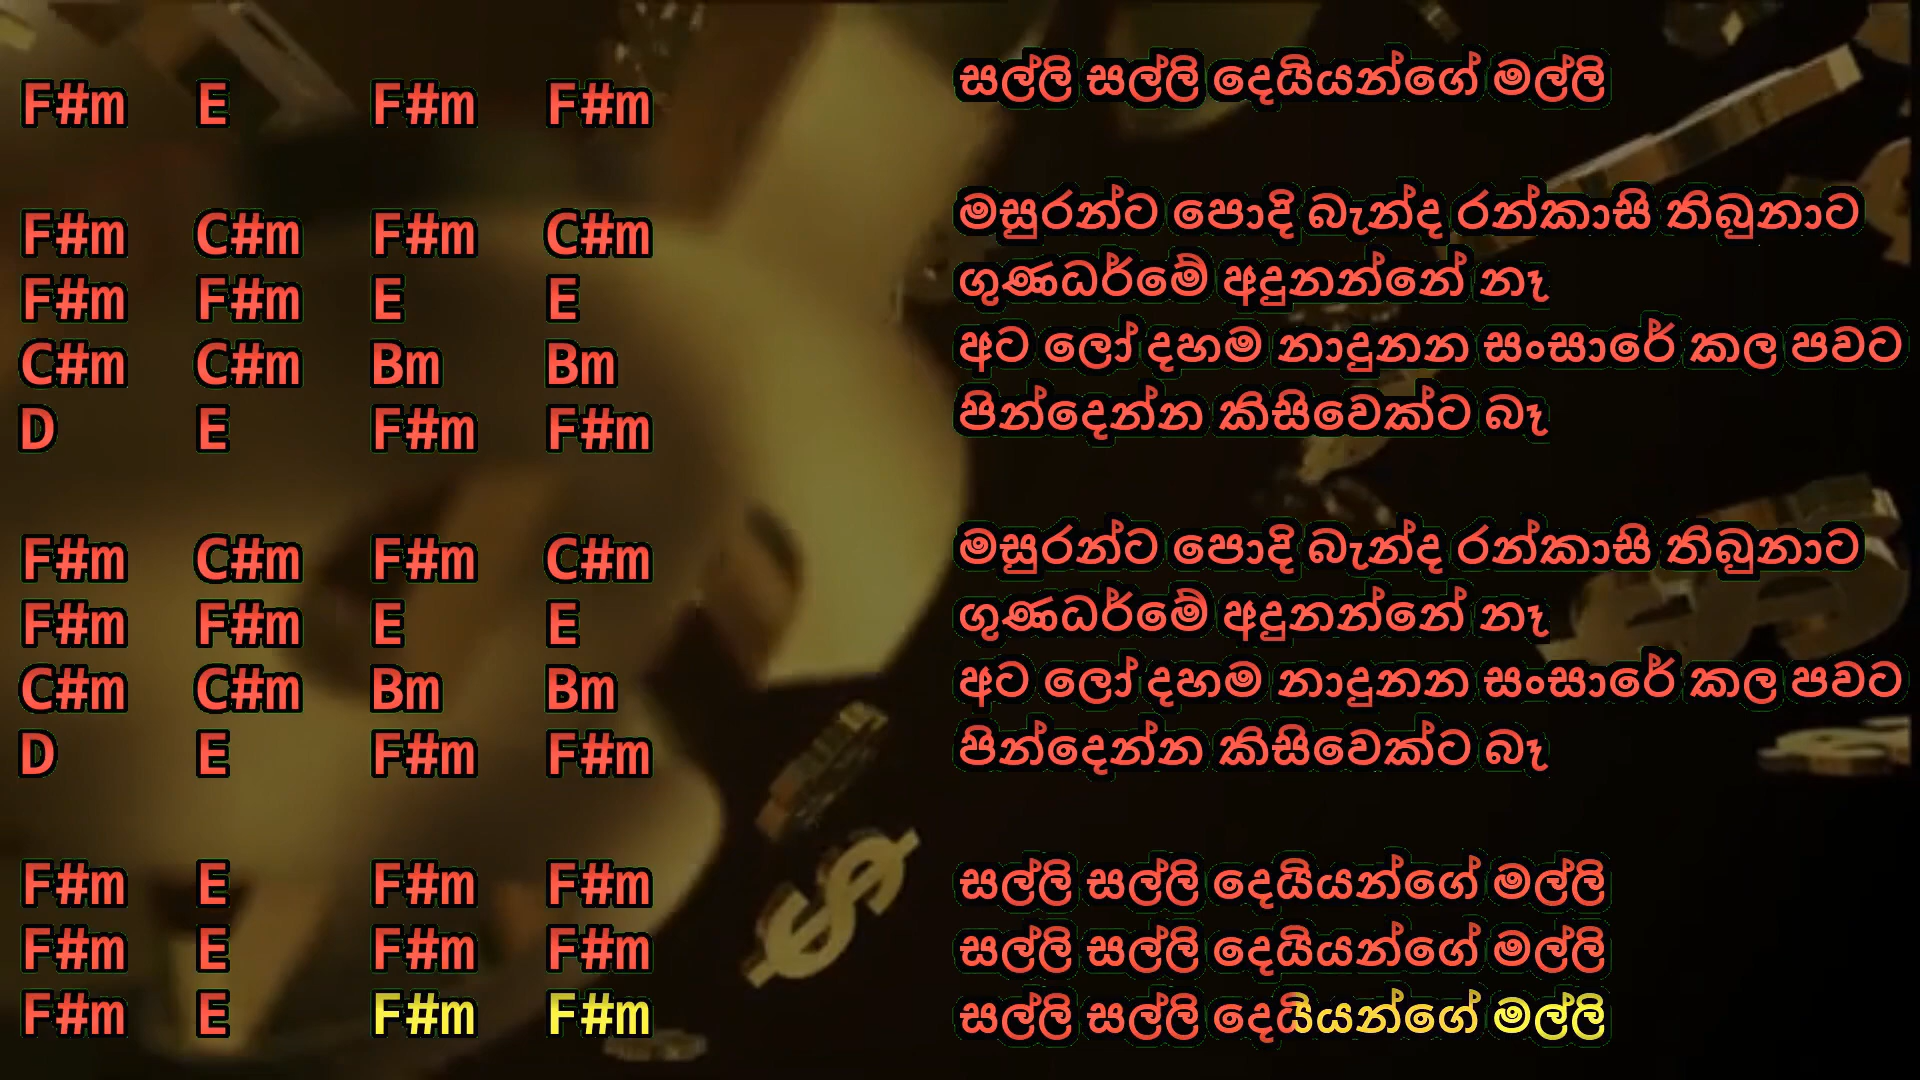 F#m E F#m F#m
සල්ලි සල්ලි දෙයියන්ගේ මල්ලි
F#m C#m F#m C#m
මසුරන්ට පොදි බැන්ද රන්කාසි තිබුනාට
F#m F#m E E
ගුණධර්මේ අදුනන්නේ නෑ
C#m C#m Bm Bm
අට ලෝ දහම නාදුනන සංසාරේ කල පවට
D E F#m F#m
පින්දෙන්න කිසිවෙක්ට බෑ
F#m C#m F#m C#m
මසුරන්ට පොදි බැන්ද රන්කාසි තිබුනාට
F#m F#m E E
ගුණධර්මේ අදුනන්නේ නෑ
C#m C#m Bm Bm
අට ලෝ දහම නාදුනන සංසාරේ කල පවට
D E F#m F#m
පින්දෙන්න කිසිවෙක්ට බෑ
F#m E F#m F#m
සල්ලි සල්ලි දෙයියන්ගේ මල්ලි
F#m E F#m F#m
සල්ලි සල්ලි දෙයියන්ගේ මල්ලි
F#m E F#m F#m
සල්ලි සල්ලි දෙයියන්ගේ මල්ලි